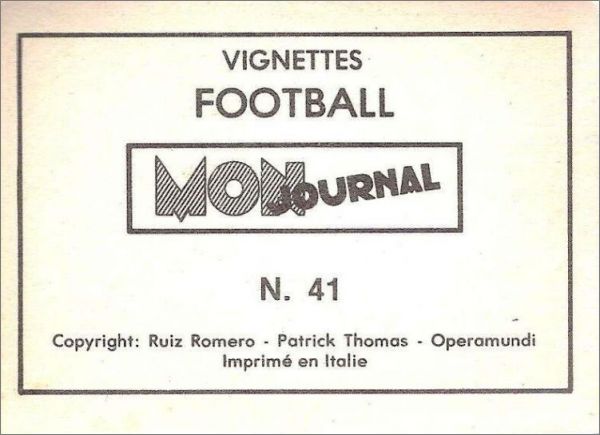 VIGNETTES
FOOTBALL
MON JOURNAL
N. 41
Copyright: Ruiz Romero - Patrick Thomas - Operamundi
Imprimé en Italie